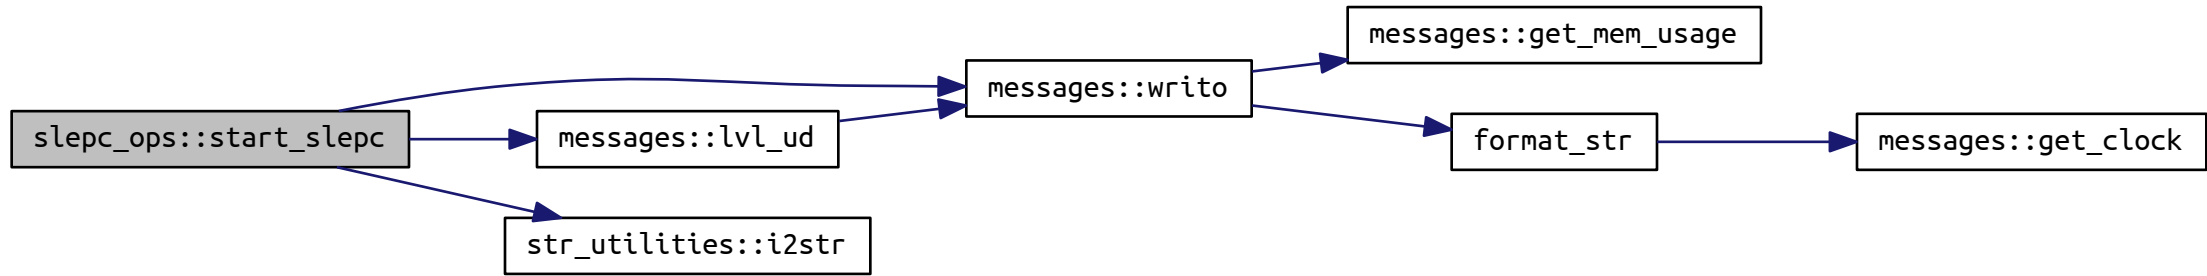 messages::get_mem_usage
messages::writo
slepc_ops::start_slepc
messages::lvl_ud
format_str
messages::get_clock
str_utilities::i2str